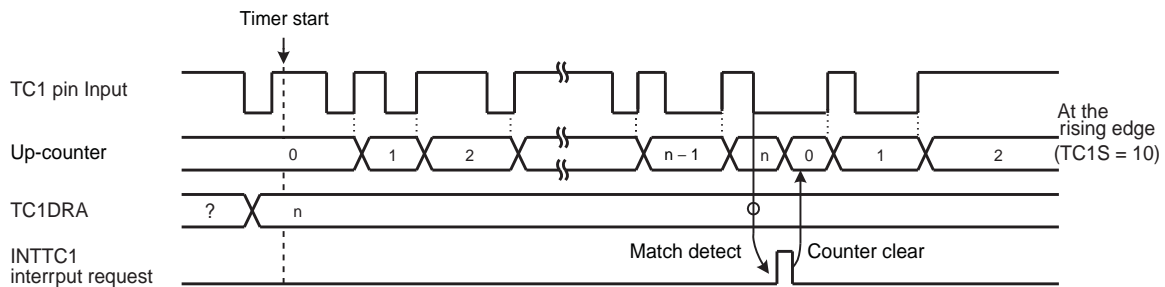 Timer start
TC1 pin Input
At the
rising edge
(TC1S = 10)
Up-counter
0 1 2 n – 1 n 0 1 2
TC1DRA
? n
Match detect
Counter clear
INTTC1
interrput request